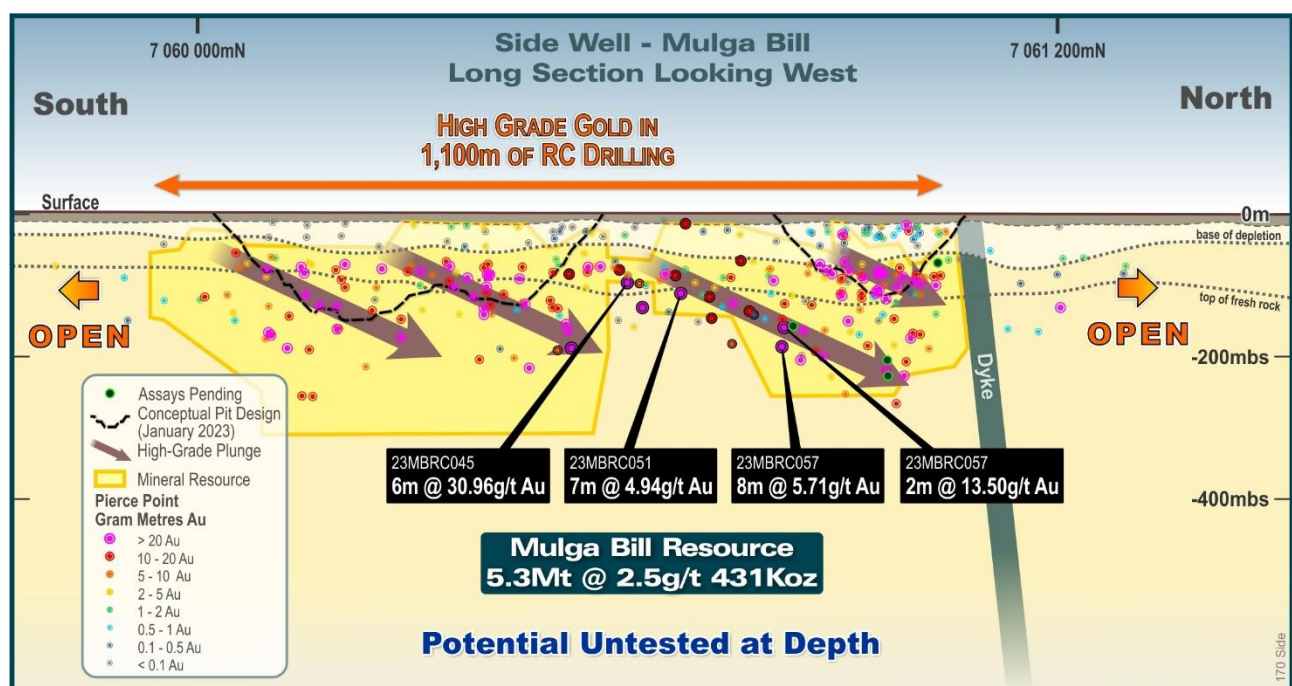 7 060 000mN
Side Well - Mulga Bill
Long Section Looking West
7 061 200mN
South
North
HIGH GRADE GOLD IN
1,100m OF RC DRILLING
Surface
0m
base of depletion
top of fresh rock
OPEN
OPEN
-200mbs
Dyke
Assays Pending
Conceptual Pit Design
(January 2023)
High-Grade Plunge
Mineral Resource
Pierce Point
Gram Metres Au
> 20 Au
10 - 20 Au
5 - 10 Au
2 - 5 Au
1 - 2 Au
0.5 - 1 Au
0.1 - 0.5 Au
< 0.1 Au
23MBRC045
6m @ 30.96g/t Au
23MBRC051
7m @ 4.94g/t Au
23MBRC057
8m @ 5.71g/t Au
23MBRC057
2m @ 13.50g/t Au
-400mbs
Mulga Bill Resource
5.3Mt @ 2.5g/t 431Koz
Potential Untested at Depth
170 Side